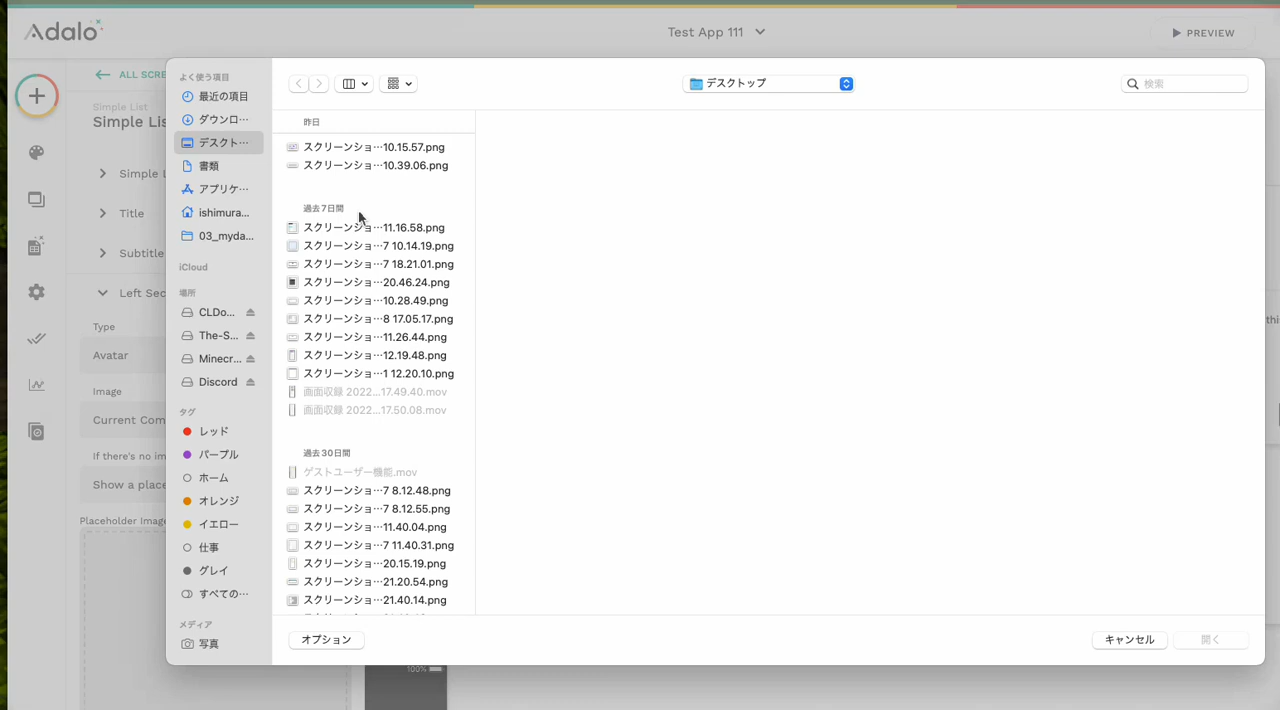 Adalo
Test App 111
PREVIEW
ALL SCRE
Simple List
Simple Lis
Simple L
Title
Subtitle
Left Sec
Type
Avatar
Image
Current Com
If there's no im
Show a place
Placeholder Image
よく使う項目
最近の項目
ダウンロ…
デスクト…
書類
アプリケ…
ishimura...
03_myda...
iCloud
場所
CLDo...
The-S...
Minecr...
Discord
タグ
レッド
パープル
ホーム
オレンジ
イエロー
仕事
グレイ
すべての…
メディア
写真
デスクトップ
検索
昨日
スクリーンショ…10.15.57.png
スクリーンショ…10.39.06.png
過去7日間
スクリーンショ…11.16.58.png
スクリーンショ…7 10.14.19.png
スクリーンショ…7 18.21.01.png
スクリーンショ…20.46.24.png
スクリーンショ…10.28.49.png
スクリーンショ…8 17.05.17.png
スクリーンショ…11.26.44.png
スクリーンショ…12.19.48.png
スクリーンショ…1 12.20.10.png
画面収録 2022...17.49.40.mov
画面収録 2022...17.50.08.mov
過去30日間
ゲストユーザー機能.mov
スクリーンショ…7 8.12.48.png
スクリーンショ…7 8.12.55.png
スクリーンショ…11.40.04.png
スクリーンショ…7 11.40.31.png
スクリーンショ…20.15.19.png
スクリーンショ…21.20.54.png
スクリーンショ…21.40.14.png
オプション
キャンセル
開く
thi
100%